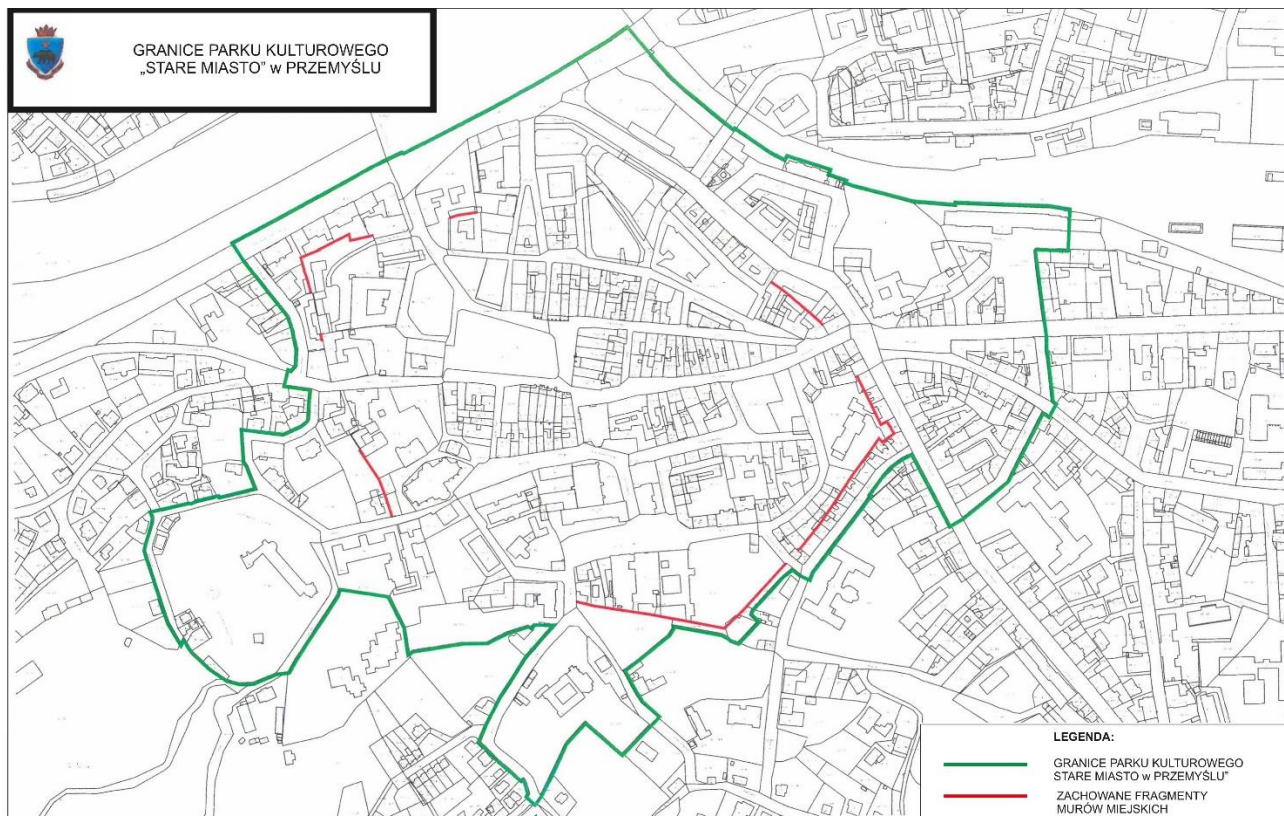 GRANICE PARKU KULTUROWEGO
„STARE MIASTO” w PRZEMYŚLU
LEGENDA:
GRANICE PARKU KULTUROWEGO
STARE MIASTO w PRZEMYŚLU”
ZACHOWANE FRAGMENTY
MURÓW MIEJSKICH